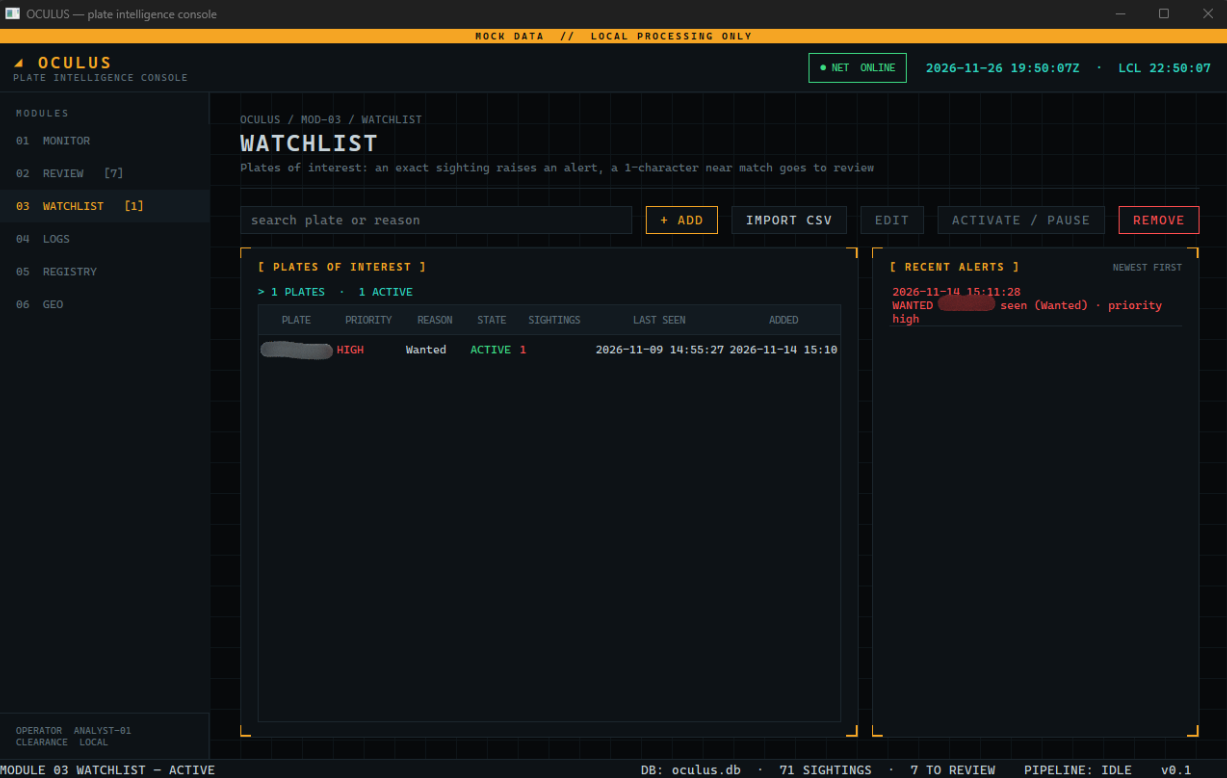 OCULUS — plate intelligence console
MOCK DATA // LOCAL PROCESSING ONLY
OCULUS
PLATE INTELLIGENCE CONSOLE
● NET ONLINE
2026-11-26 19:50:07Z · LCL 22:50:07
MODULES
01 MONITOR
02 REVIEW [7]
03 WATCHLIST [1]
04 LOGS
05 REGISTRY
06 GEO
OPERATOR ANALYST-01
CLEARANCE LOCAL
OCULUS / MOD-03 / WATCHLIST
WATCHLIST
Plates of interest: an exact sighting raises an alert, a 1-character near match goes to review
search plate or reason
+ ADD
IMPORT CSV
EDIT
ACTIVATE / PAUSE
REMOVE
[ PLATES OF INTEREST ]
> 1 PLATES · 1 ACTIVE
PLATE PRIORITY REASON STATE SIGHTINGS LAST SEEN ADDED
HIGH Wanted ACTIVE 1 2026-11-09 14:55:27 2026-11-14 15:10
[ RECENT ALERTS ] NEWEST FIRST
2026-11-14 15:11:28
WANTED seen (Wanted) · priority
high
MODULE 03 WATCHLIST — ACTIVE
DB: oculus.db · 71 SIGHTINGS · 7 TO REVIEW PIPELINE: IDLE v0.1